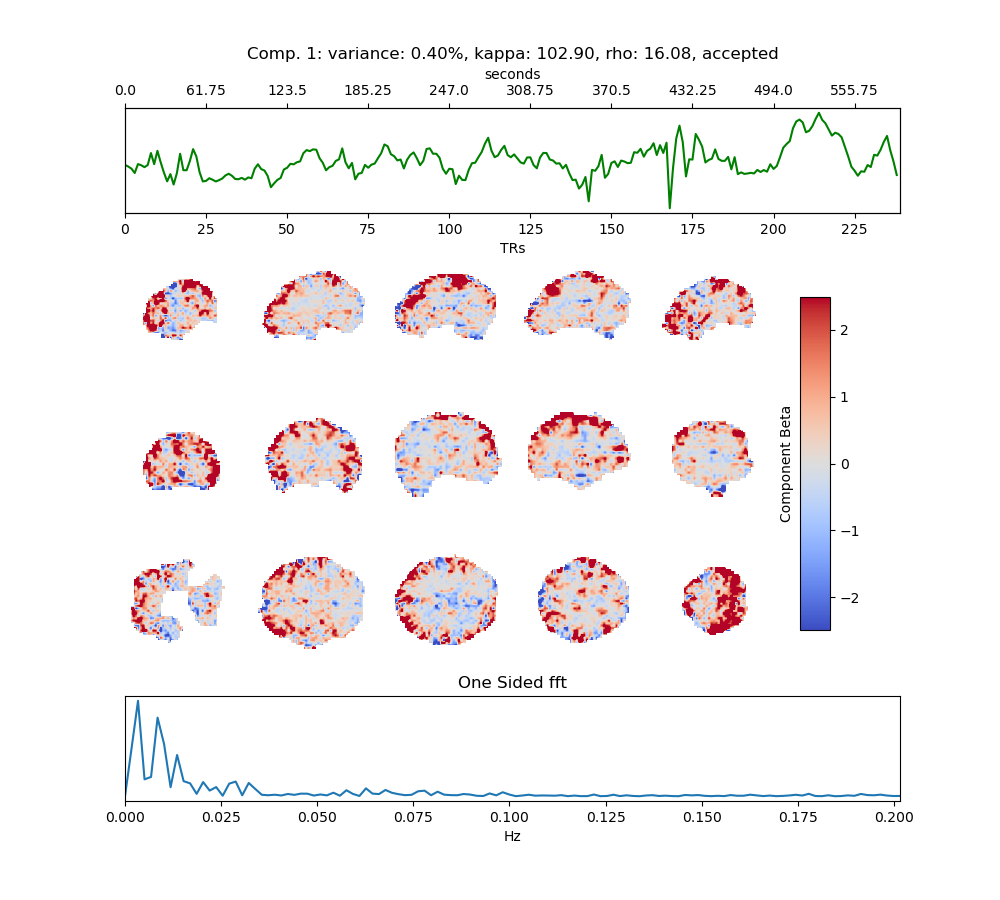 Comp. 1: variance: 0.40%, kappa: 102.90, rho: 16.08, accepted
seconds
0.0 61.75 123.5 185.25 247.0 308.75 370.5 432.25 494.0 555.75
0 25 50 75 100 125 150 175 200 225
TRs
2
1
0
−1
−2
Component Beta
One Sided fft
0.000 0.025 0.050 0.075 0.100 0.125 0.150 0.175 0.200
Hz